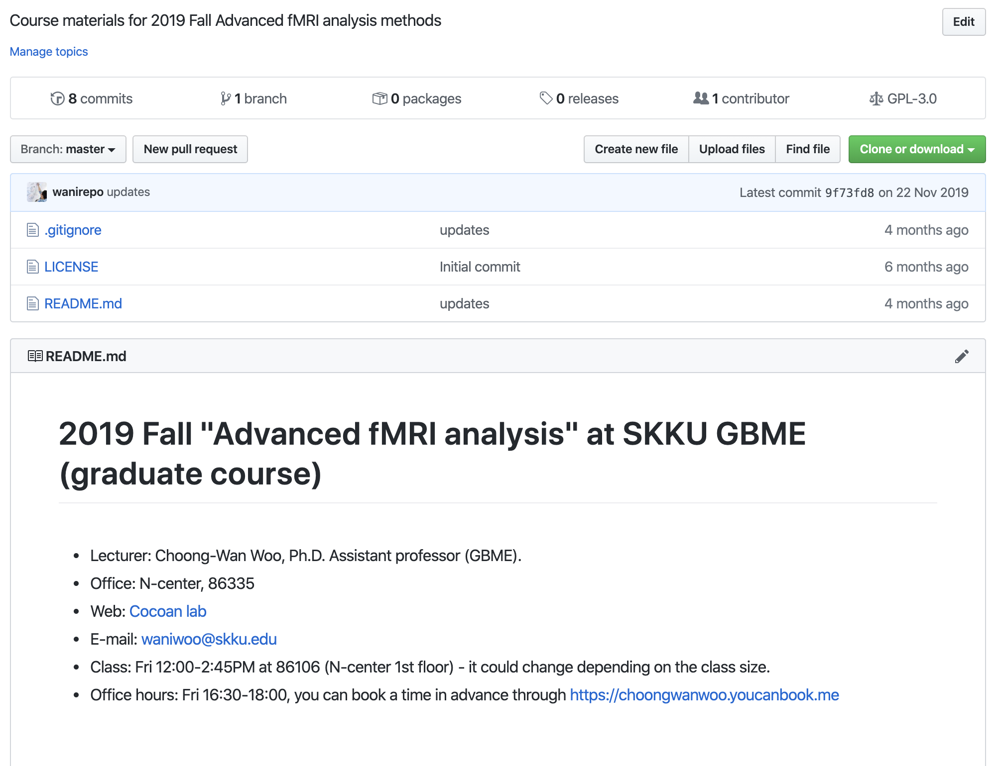 Course materials for 2019 Fall Advanced fMRI analysis methods
Edit
Manage topics
8 commits
1 branch
0 packages
0 releases
1 contributor
GPL-3.0
Branch: master
New pull request
Create new file
Upload files
Find file
Clone or download
wanirepo updates
Latest commit 9f73fd8 on 22 Nov 2019
.gitignore
updates
4 months ago
LICENSE
Initial commit
6 months ago
README.md
updates
4 months ago
README.md
2019 Fall "Advanced fMRI analysis" at SKKU GBME
(graduate course)
• Lecturer: Choong-Wan Woo, Ph.D. Assistant professor (GBME).
• Office: N-center, 86335
• Web: Cocoan lab
• E-mail: waniwoo@skku.edu
• Class: Fri 12:00-2:45PM at 86106 (N-center 1st floor) - it could change depending on the class size.
• Office hours: Fri 16:30-18:00, you can book a time in advance through https://choongwanwoo.youcanbook.me